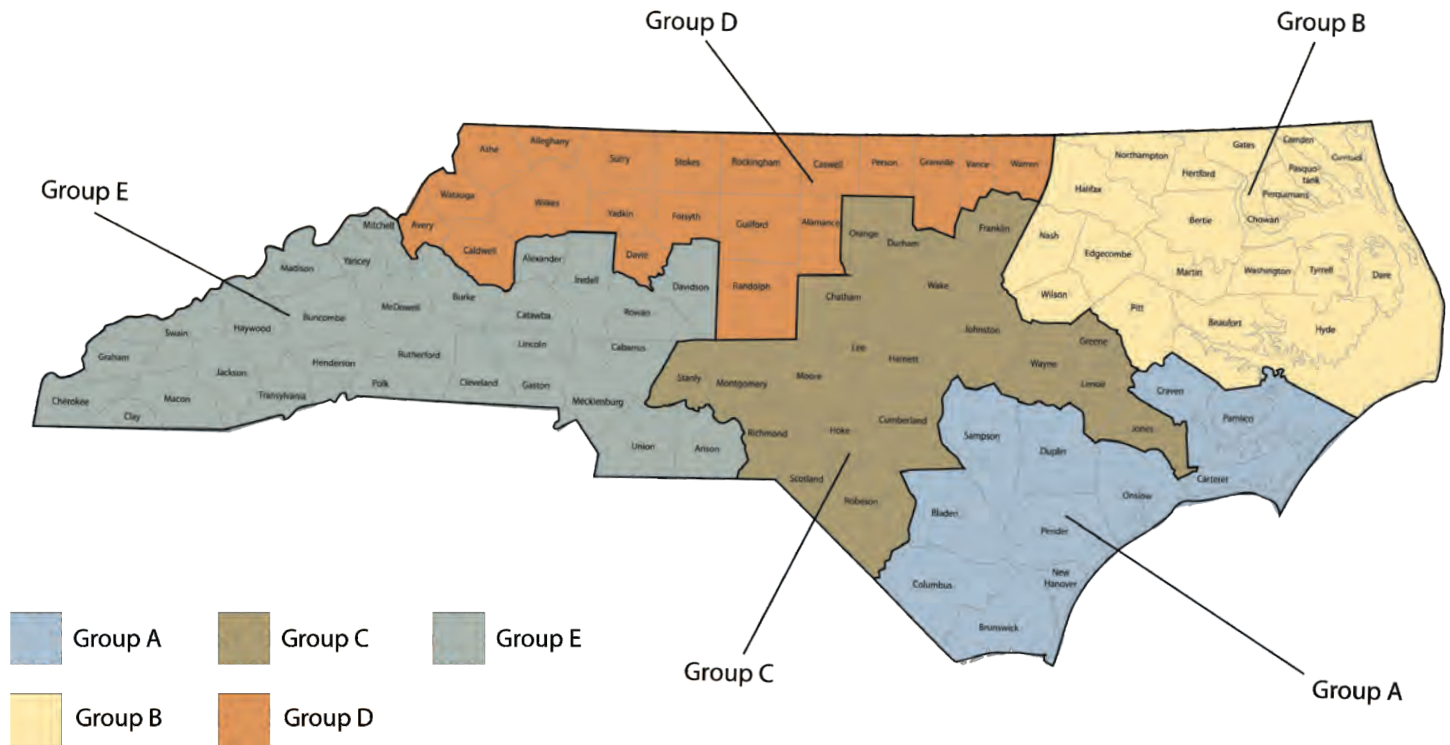 Group D
Group B
Group E
Ashe
Alleghany
Surry
Stokes
Rockingham
Caswell
Person
Granville
Vance
Warren
Northampton
Gates
Camden
Currituck
Hertford
Pasquo-
tank
Halifax
Perquimans
Watauga
Wilkes
Yadkin
Forsyth
Guilford
Alamance
Bertie
Chowan
Mitchell
Avery
Orange
Durham
Franklin
Nash
Caldwell
Davie
Alexander
Iredell
Edgecombe
Madison
Yancey
Martin
Washington
Tyrrell
Dare
Davidson
Randolph
Wake
Chatham
Burke
McDowell
Wilson
Pitt
Catawba
Rowan
Buncombe
Haywood
Swain
Beaufort
Hyde
Johnston
Greene
Lincoln
Cabarrus
Lee
Harnett
Graham
Rutherford
Henderson
Wayne
Jackson
Stanly
Montgomery
Moore
Lenoir
Cleveland
Gaston
Polk
Craven
Cherokee
Macon
Transylvania
Clay
Mecklenburg
Pamlico
Cumberland
Jones
Richmond
Hoke
Sampson
Duplin
Union
Anson
Scotland
Carteret
Onslow
Robeson
Bladen
Pender
New
Hanover
Columbus
Brunswick
Group A
Group C
Group E
Group C
Group A
Group B
Group D